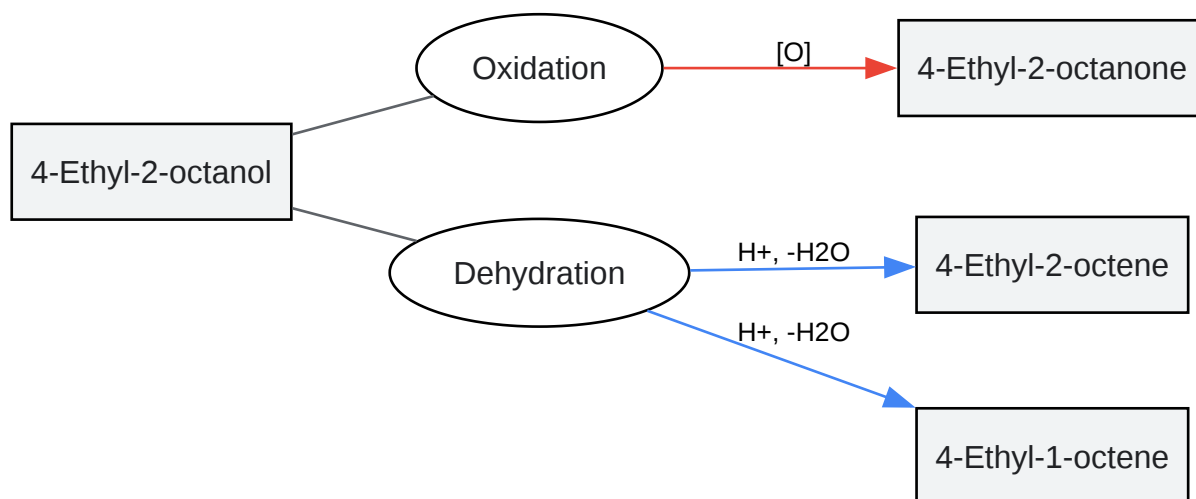 Oxidation
[O]
4-Ethyl-2-octanone
4-Ethyl-2-octanol
Dehydration
H+, -H2O
4-Ethyl-2-octene
H+, -H2O
4-Ethyl-1-octene